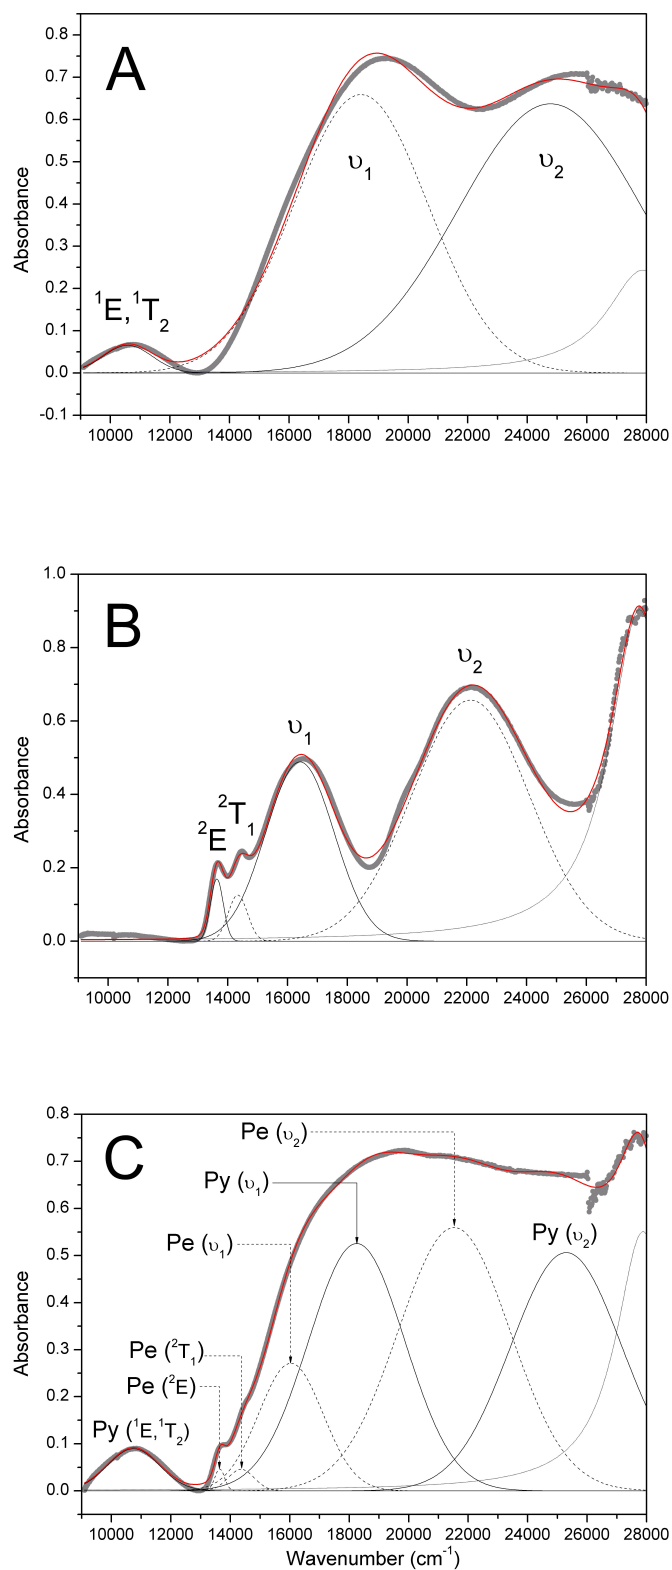 A
0.8
0.7
0.6
0.5
0.4
0.3
0.2
0.1
0.0
-0.1
Absorbance
υ1
υ2
1E,1T2
10000 12000 14000 16000 18000 20000 22000 24000 26000 28000
B
1.0
0.8
0.6
0.4
0.2
0.0
Absorbance
υ2
υ1
2T1
2E
10000 12000 14000 16000 18000 20000 22000 24000 26000 28000
C
0.8
0.7
0.6
0.5
0.4
0.3
0.2
0.1
0.0
Absorbance
Pe (υ2)
Py (υ1)
Pe (υ1)
Py (υ2)
Pe (2T1)
Pe (2E)
Py (1E,1T2)
10000 12000 14000 16000 18000 20000 22000 24000 26000 28000
Wavenumber (cm-1)